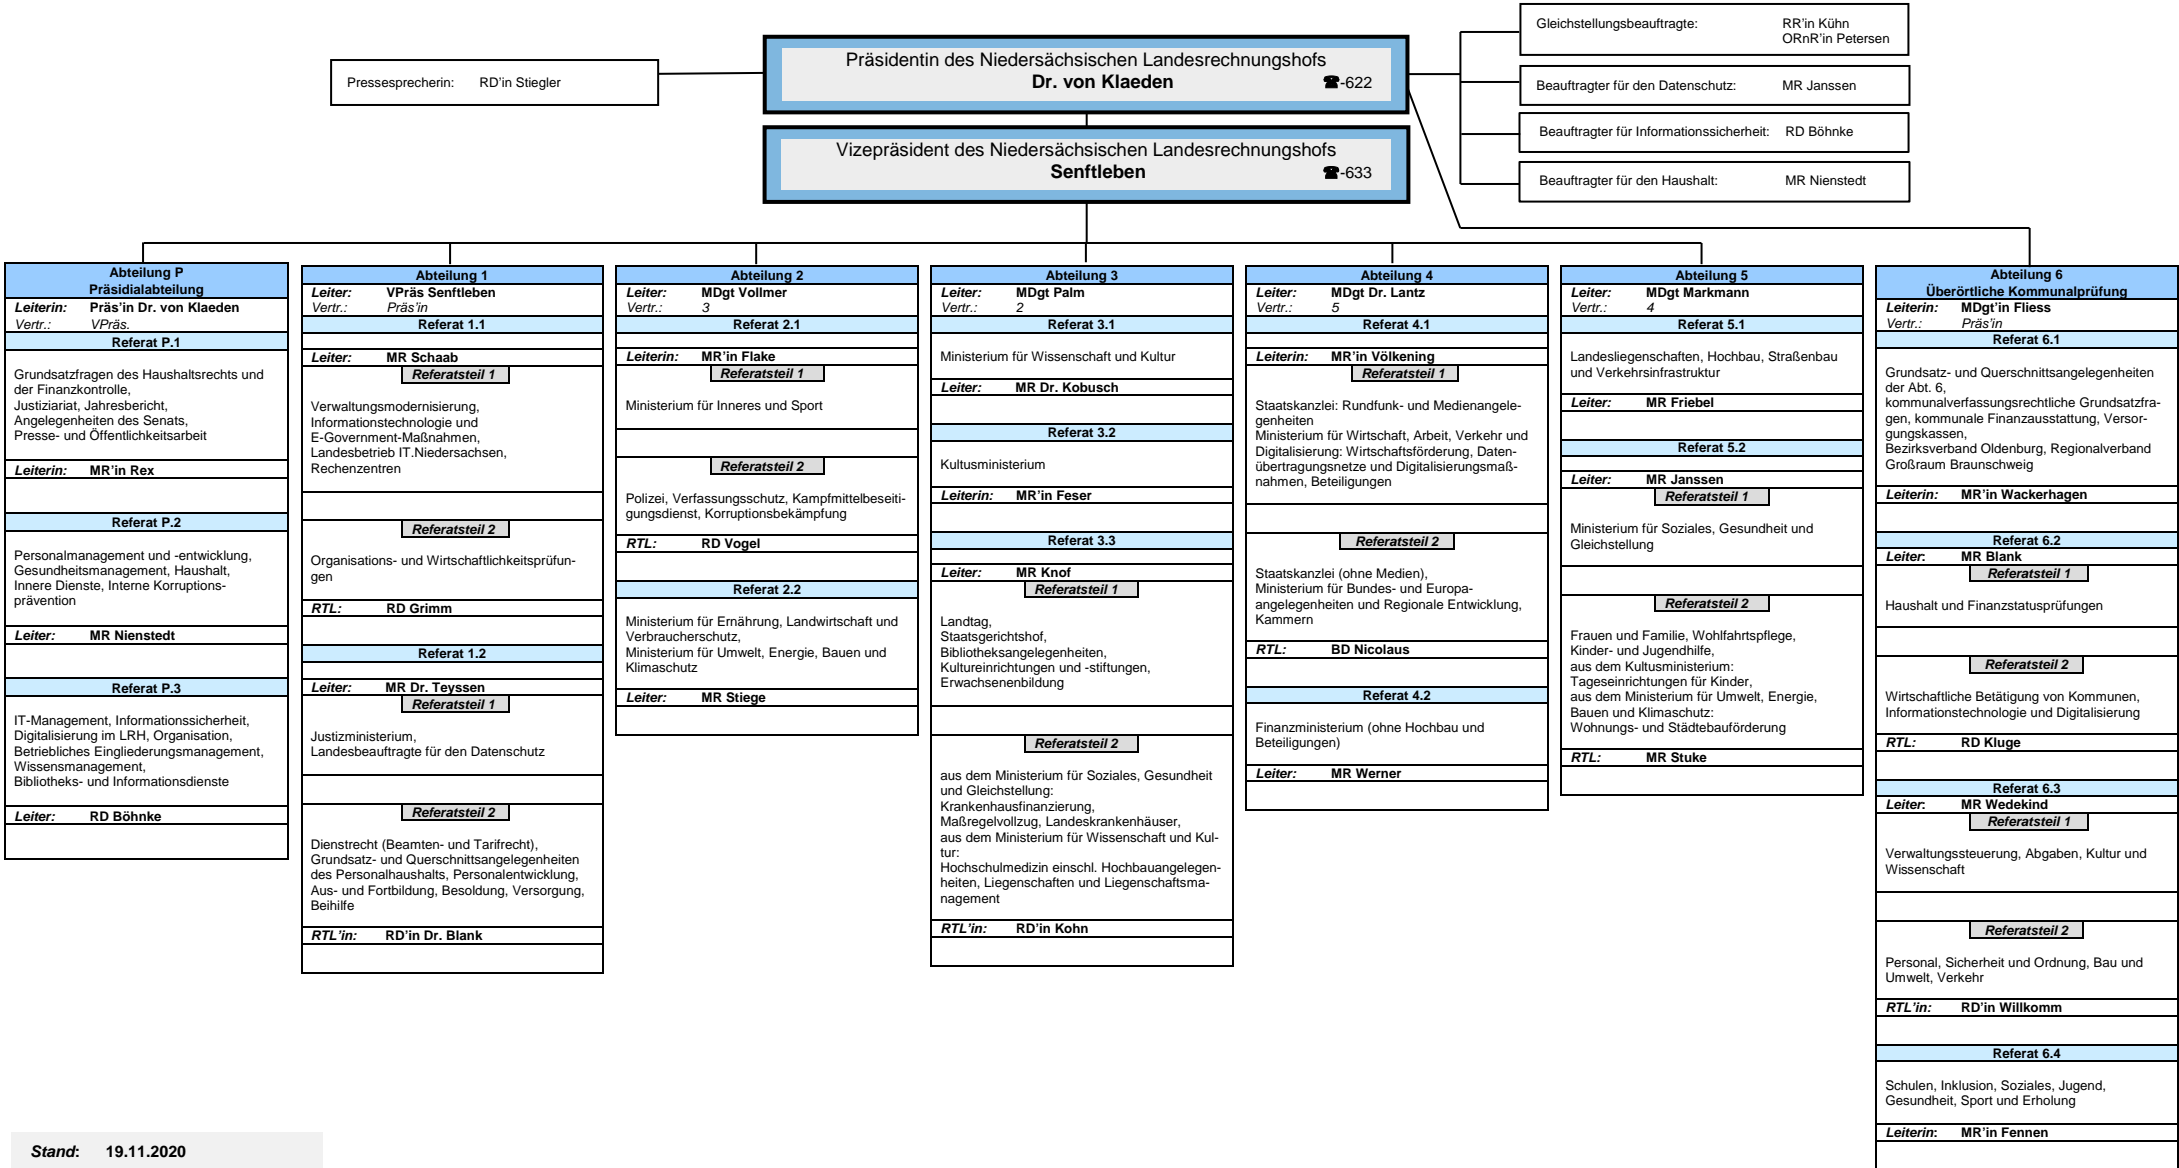 Gleichstellungsbeauftragte: RR'in Kühn
ORnR'in Petersen
Präsidentin des Niedersächsischen Landesrechnungshofs
Dr. von Klaeden ☎-622
Pressesprecherin: RD'in Stiegler
Beauftragter für den Datenschutz: MR Janssen
Beauftragter für Informationssicherheit: RD Böhnke
Vizepräsident des Niedersächsischen Landesrechnungshofs
Senftleben ☎-633
Beauftragter für den Haushalt: MR Nienstedt
Abteilung P
Präsidialabteilung
Leiterin: Präs'in Dr. von Klaeden
Vertr.: VPräs.
Referat P.1
Grundsatzfragen des Haushaltsrechts und
der Finanzkontrolle,
Justiziariat, Jahresbericht,
Angelegenheiten des Senats,
Presse- und Öffentlichkeitsarbeit
Leiterin: MR'in Rex
Referat P.2
Personalmanagement und -entwicklung,
Gesundheitsmanagement, Haushalt,
Innere Dienste, Interne Korruptions-
prävention
Leiter: MR Nienstedt
Referat P.3
IT-Management, Informationssicherheit,
Digitalisierung im LRH, Organisation,
Betriebliches Eingliederungsmanagement,
Wissensmanagement,
Bibliotheks- und Informationsdienste
Leiter: RD Böhnke
Abteilung 1
Leiter: VPräs Senftleben
Vertr.: Präs'in
Referat 1.1
Leiter: MR Schaab
Referatsteil 1
Verwaltungsmodernisierung,
Informationstechnologie und
E-Government-Maßnahmen,
Landesbetrieb IT.Niedersachsen,
Rechenzentren
Referatsteil 2
Organisations- und Wirtschaftlichkeitsprüfun-
gen
RTL: RD Grimm
Referat 1.2
Leiter: MR Dr. Teyssen
Referatsteil 1
Justizministerium,
Landesbeauftragte für den Datenschutz
Referatsteil 2
Dienstrecht (Beamten- und Tarifrecht),
Grundsatz- und Querschnittsangelegenheiten
des Personalhaushalts, Personalentwicklung,
Aus- und Fortbildung, Besoldung, Versorgung,
Beihilfe
RTL'in: RD'in Dr. Blank
Abteilung 2
Leiter: MDgt Vollmer
Vertr.: 3
Referat 2.1
Leiterin: MR'in Flake
Referatsteil 1
Ministerium für Inneres und Sport
Referatsteil 2
Polizei, Verfassungsschutz, Kampfmittelbeseiti-
gungsdienst, Korruptionsbekämpfung
RTL: RD Vogel
Referat 2.2
Ministerium für Ernährung, Landwirtschaft und
Verbraucherschutz,
Ministerium für Umwelt, Energie, Bauen und
Klimaschutz
Leiter: MR Stiege
Abteilung 3
Leiter: MDgt Palm
Vertr.: 2
Referat 3.1
Ministerium für Wissenschaft und Kultur
Leiter: MR Dr. Kobusch
Referat 3.2
Kultusministerium
Leiterin: MR'in Feser
Referat 3.3
Leiter: MR Knof
Referatsteil 1
Landtag,
Staatsgerichtshof,
Bibliotheksangelegenheiten,
Kultureinrichtungen und -stiftungen,
Erwachsenenbildung
Referatsteil 2
aus dem Ministerium für Soziales, Gesundheit
und Gleichstellung:
Krankenhausfinanzierung,
Maßregelvollzug, Landeskrankenhäuser,
aus dem Ministerium für Wissenschaft und Kul-
tur:
Hochschulmedizin einschl. Hochbauangelegen-
heiten, Liegenschaften und Liegenschaftsma-
nagement
RTL'in: RD'in Kohn
Abteilung 4
Leiter: MDgt Dr. Lantz
Vertr.: 5
Referat 4.1
Leiterin: MR'in Völkening
Referatsteil 1
Staatskanzlei: Rundfunk- und Medienangele-
genheiten
Ministerium für Wirtschaft, Arbeit, Verkehr und
Digitalisierung: Wirtschaftsförderung, Daten-
übertragungsnetze und Digitalisierungsmaß-
nahmen, Beteiligungen
Referatsteil 2
Staatskanzlei (ohne Medien),
Ministerium für Bundes- und Europa-
angelegenheiten und Regionale Entwicklung,
Kammern
RTL: BD Nicolaus
Referat 4.2
Finanzministerium (ohne Hochbau und
Beteiligungen)
Leiter: MR Werner
Abteilung 5
Leiter: MDgt Markmann
Vertr.: 4
Referat 5.1
Landesliegenschaften, Hochbau, Straßenbau
und Verkehrsinfrastruktur
Leiter: MR Friebel
Referat 5.2
Leiter: MR Janssen
Referatsteil 1
Ministerium für Soziales, Gesundheit und
Gleichstellung
Referatsteil 2
Frauen und Familie, Wohlfahrtspflege,
Kinder- und Jugendhilfe,
aus dem Kultusministerium:
Tageseinrichtungen für Kinder,
aus dem Ministerium für Umwelt, Energie,
Bauen und Klimaschutz:
Wohnungs- und Städtebauförderung
RTL: MR Stuke
Abteilung 6
Überörtliche Kommunalprüfung
Leiterin: MDgt'in Fliess
Vertr.: Präs'in
Referat 6.1
Grundsatz- und Querschnittsangelegenheiten
der Abt. 6,
kommunalverfassungsrechtliche Grundsatzfra-
gen, kommunale Finanzausstattung, Versor-
gungskassen,
Bezirksverband Oldenburg, Regionalverband
Großraum Braunschweig
Leiterin: MR'in Wackerhagen
Referat 6.2
Leiter: MR Blank
Referatsteil 1
Haushalt und Finanzstatusprüfungen
Referatsteil 2
Wirtschaftliche Betätigung von Kommunen,
Informationstechnologie und Digitalisierung
RTL: RD Kluge
Referat 6.3
Leiter: MR Wedekind
Referatsteil 1
Verwaltungssteuerung, Abgaben, Kultur und
Wissenschaft
Referatsteil 2
Personal, Sicherheit und Ordnung, Bau und
Umwelt, Verkehr
RTL'in: RD'in Willkomm
Referat 6.4
Schulen, Inklusion, Soziales, Jugend,
Gesundheit, Sport und Erholung
Leiterin: MR'in Fennen
Stand: 19.11.2020